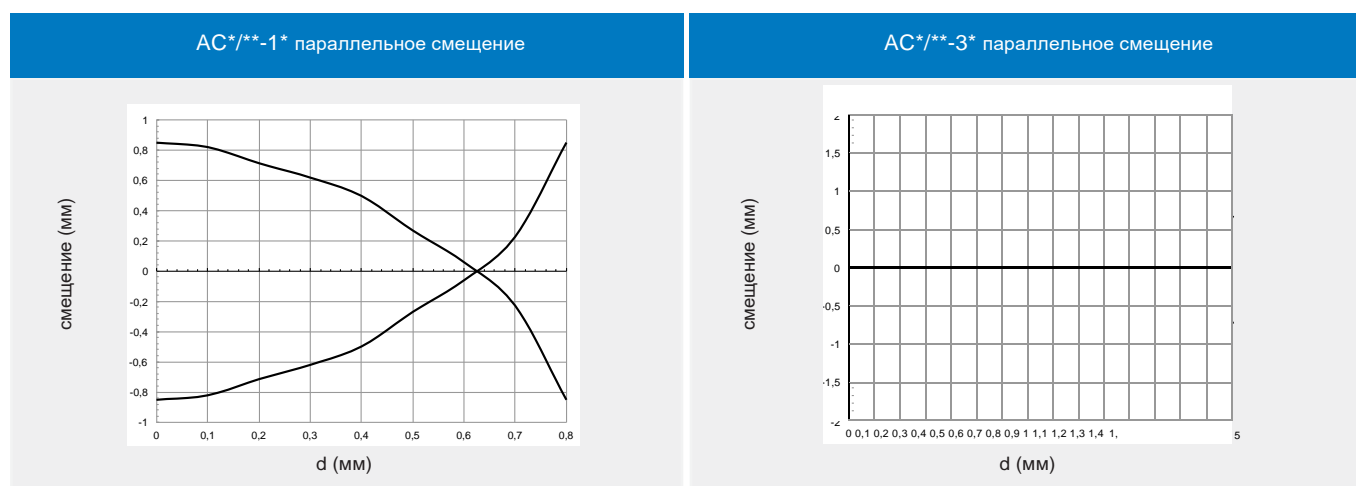 AC*/**-1* параллельное смещение
смещение (мм)
1
0,8
0,6
0,4
0,2
0
-0,2
-0,4
-0,6
-0,8
-1
0 0,1 0,2 0,3 0,4 0,5 0,6 0,7 0,8
d (мм)
AC*/**-3* параллельное смещение
смещение (мм)
2
1,5
1
0,5
0
-0,5
-1
-1,5
-2
0 0,1 0,2 0,3 0,4 0,5 0,6 0,7 0,8 0,9 1 1,1 1,2 1,3 1,4 1, 5
d (мм)